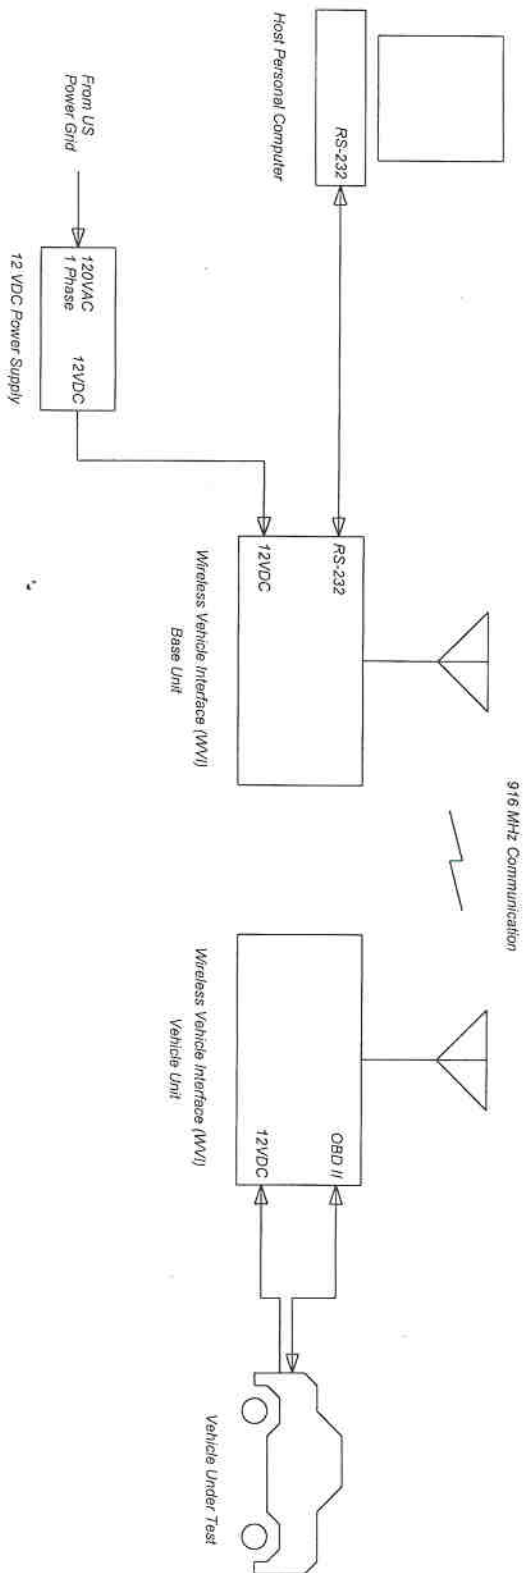 916 MHz Communication
RS-232
Host Personal Computer
RS-232
12VDC
Wireless Vehicle Interface (WVI)
Base Unit
OBD II
12VDC
Wireless Vehicle Interface (WVI)
Vehicle Unit
Vehicle Under Test
From US
Power Grid
120VAC
1 Phase
12VDC
12 VDC Power Supply